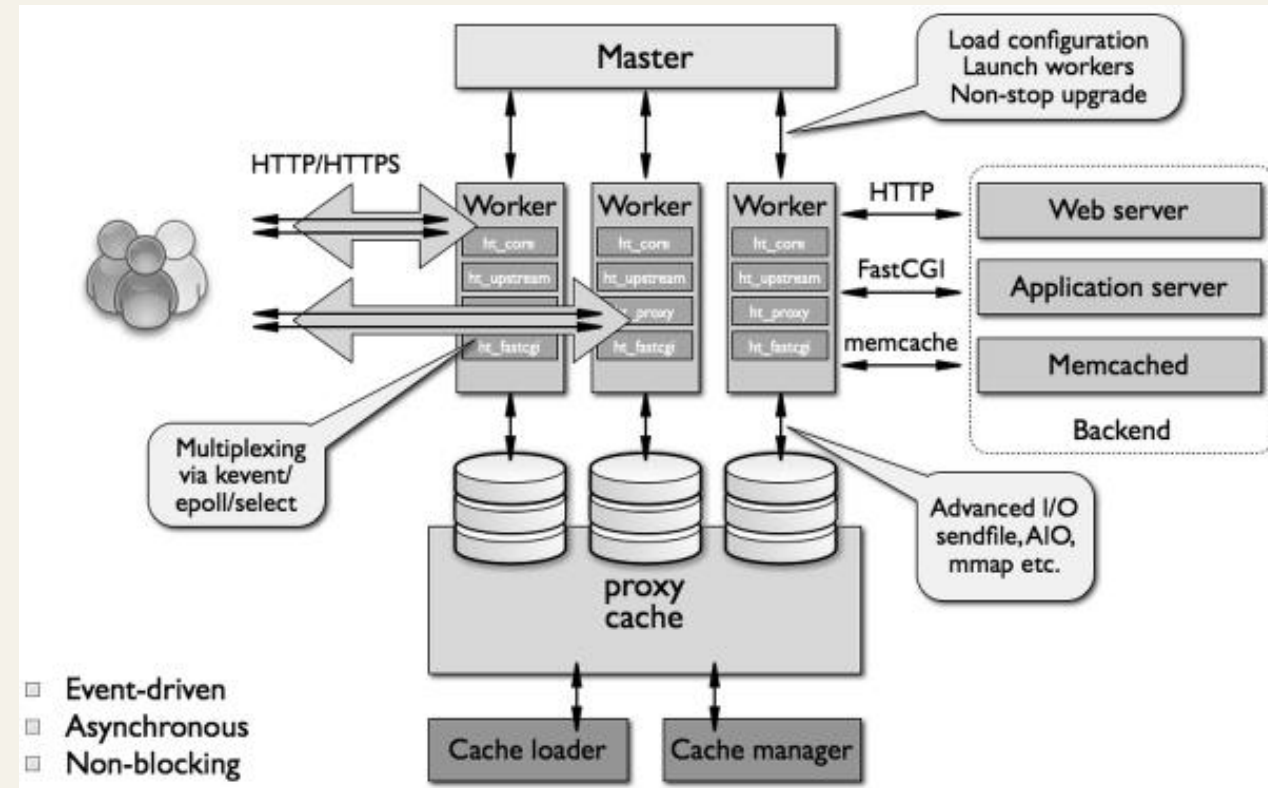 Master
Load configuration
Launch workers
Non-stop upgrade
HTTP/HTTPS
Worker
ht_core
ht_upstream
ht_fastcgi
Worker
ht_core
ht_upstream
ht_proxy
ht_fastcgi
Worker
ht_core
ht_upstream
ht_proxy
ht_fastcgi
HTTP
FastCGI
memcache
Web server
Application server
Memcached
Backend
Multiplexing
via kevent/
epoll/select
Advanced I/O
sendfile, AIO,
mmap etc.
proxy
cache
Cache loader
Cache manager
Event-driven
Asynchronous
Non-blocking